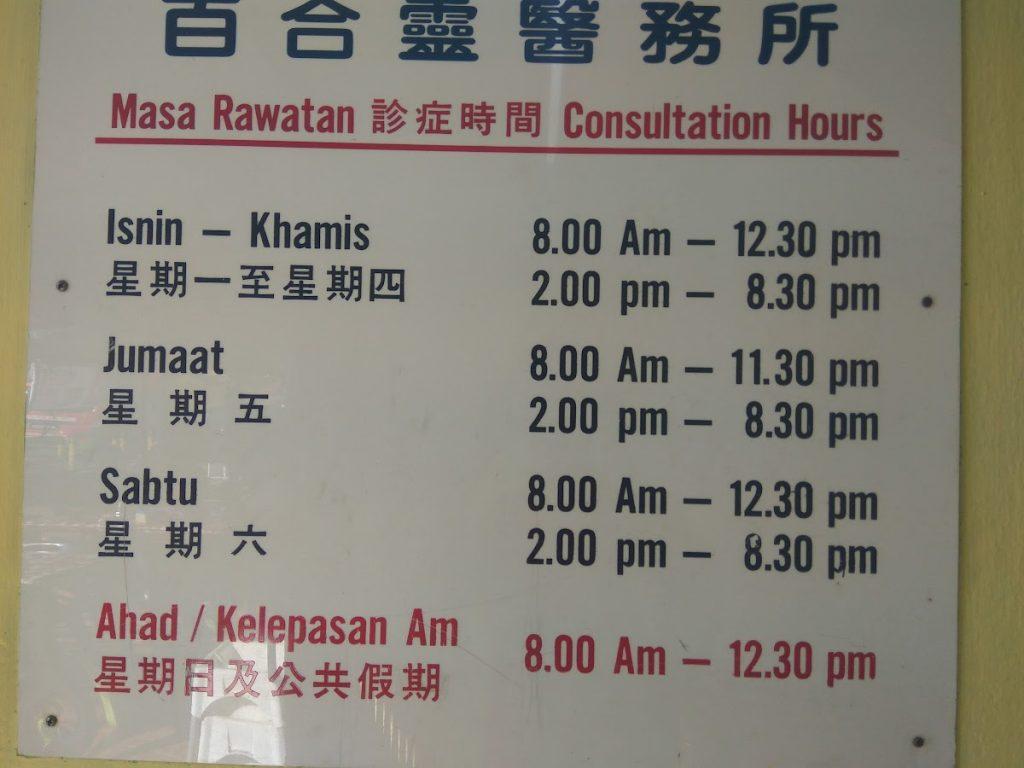 百合靈醫務所
Masa Rawatan 診症時間 Consultation Hours
Isnin – Khamis 8.00 Am – 12.30 pm
星期一至星期四 2.00 pm – 8.30 pm
Jumaat 8.00 Am – 11.30 pm
星期五 2.00 pm – 8.30 pm
Sabtu 8.00 Am – 12.30 pm
星期六 2.00 pm – 8.30 pm
Ahad / Kelepasan Am 8.00 Am – 12.30 pm
星期日及公共假期